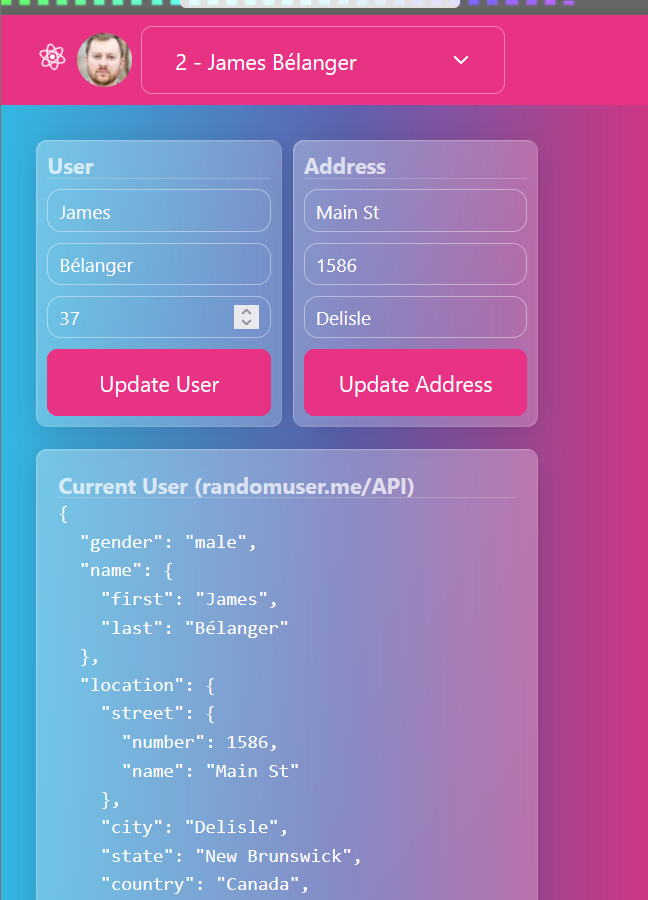 2 - James Bélanger
User
James
Bélanger
37
Update User
Address
Main St
1586
Delisle
Update Address
Current User (randomuser.me/API)
{
"gender": "male",
"name": {
"first": "James",
"last": "Bélanger"
},
"location": {
"street": {
"number": 1586,
"name": "Main St"
},
"city": "Delisle",
"state": "New Brunswick",
"country": "Canada",